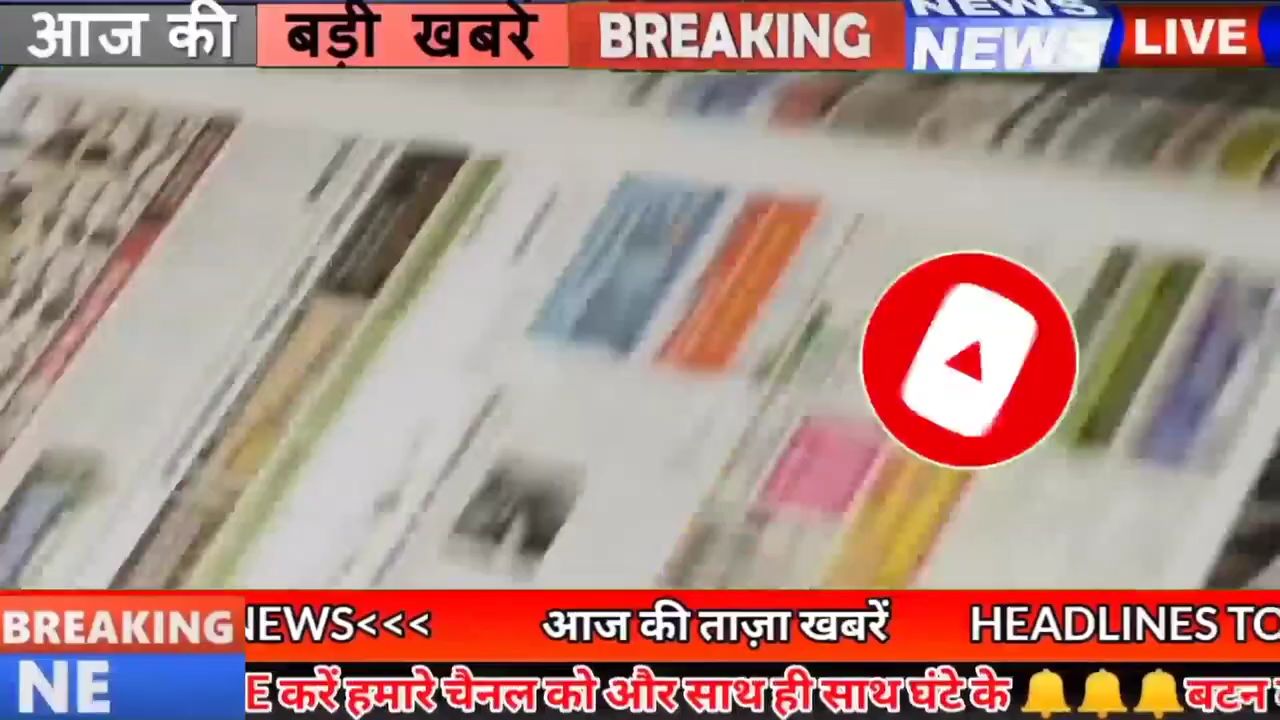 आज की बड़ी खबरें BREAKING NEWS LIVE
NEWS
BREAKING NEWS<<< आज की ताज़ा खबरें HEADLINES TO
NE
E करें हमारे चैनल को और साथ ही साथ घंटे के 🔔🔔🔔 बटन